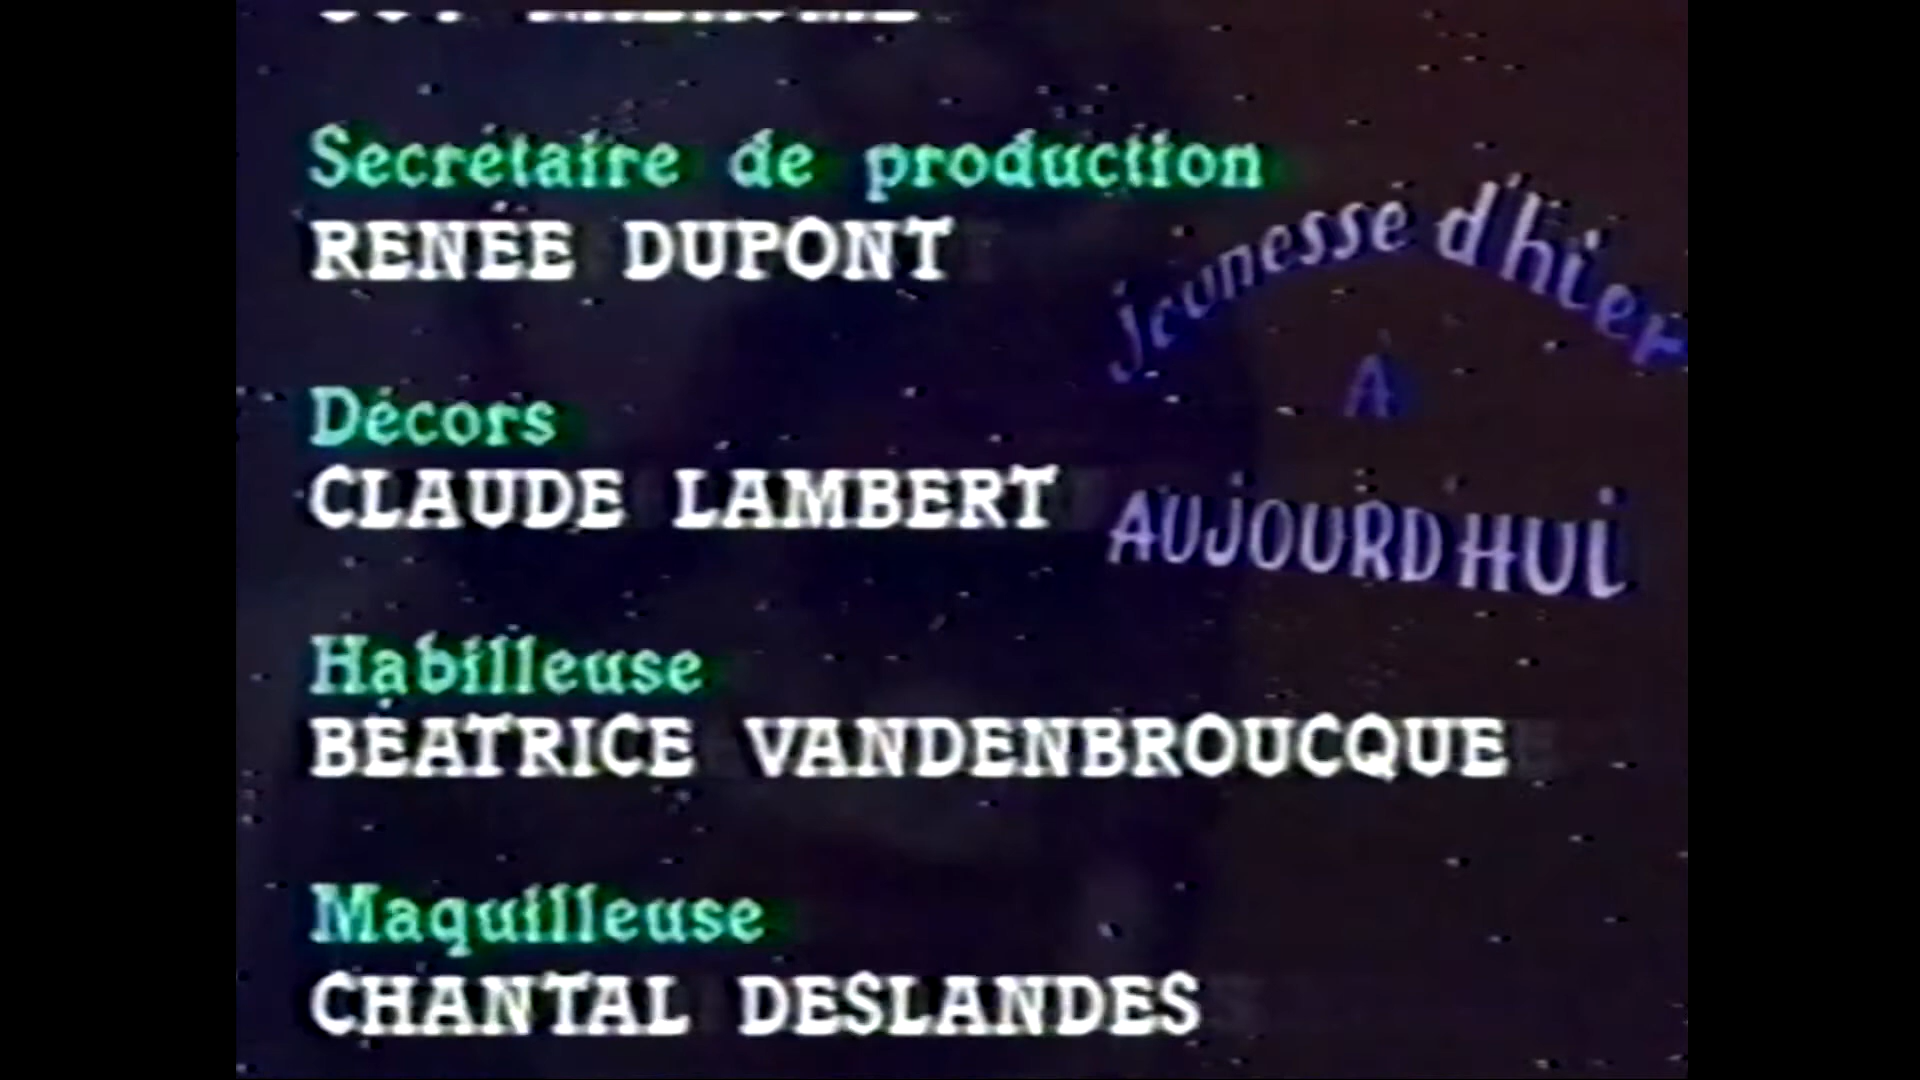 Secrétaire de production
RENÉE DUPONT
Décors
CLAUDE LAMBERT
Habilleuse
BÉATRICE VANDENBROUCQUE
Maquilleuse
CHANTAL DESLANDES
jeunesse d'hier
A
AUJOURD'HUI